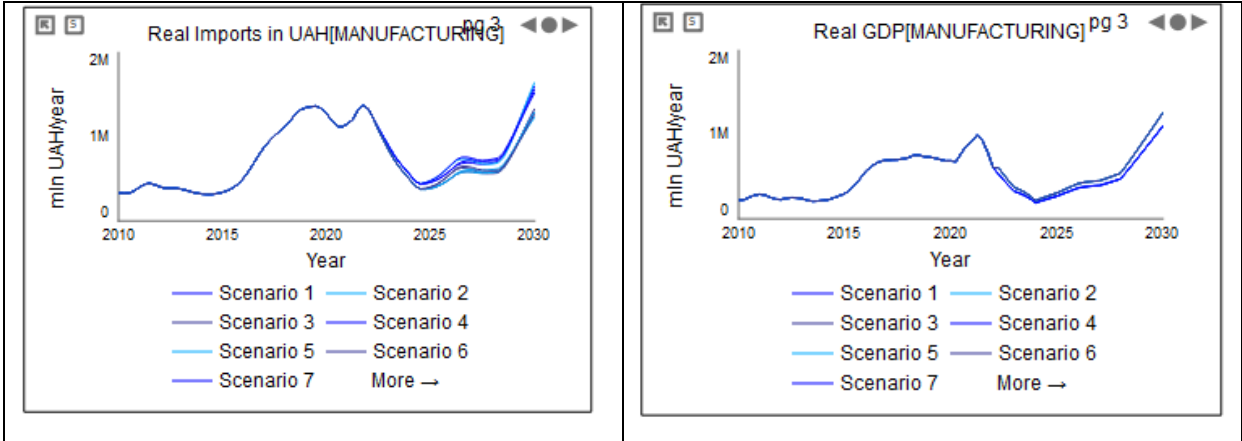 S
Real Imports in UAH[MANUFACTURING]
pg 3
2M
1M
0
mln UAH/year
2010 2015 2020 2025 2030
Year
Scenario 1 Scenario 2
Scenario 3 Scenario 4
Scenario 5 Scenario 6
Scenario 7 More →
S
Real GDP[MANUFACTURING]
pg 3
2M
1M
0
mln UAH/year
2010 2015 2020 2025 2030
Year
Scenario 1 Scenario 2
Scenario 3 Scenario 4
Scenario 5 Scenario 6
Scenario 7 More →